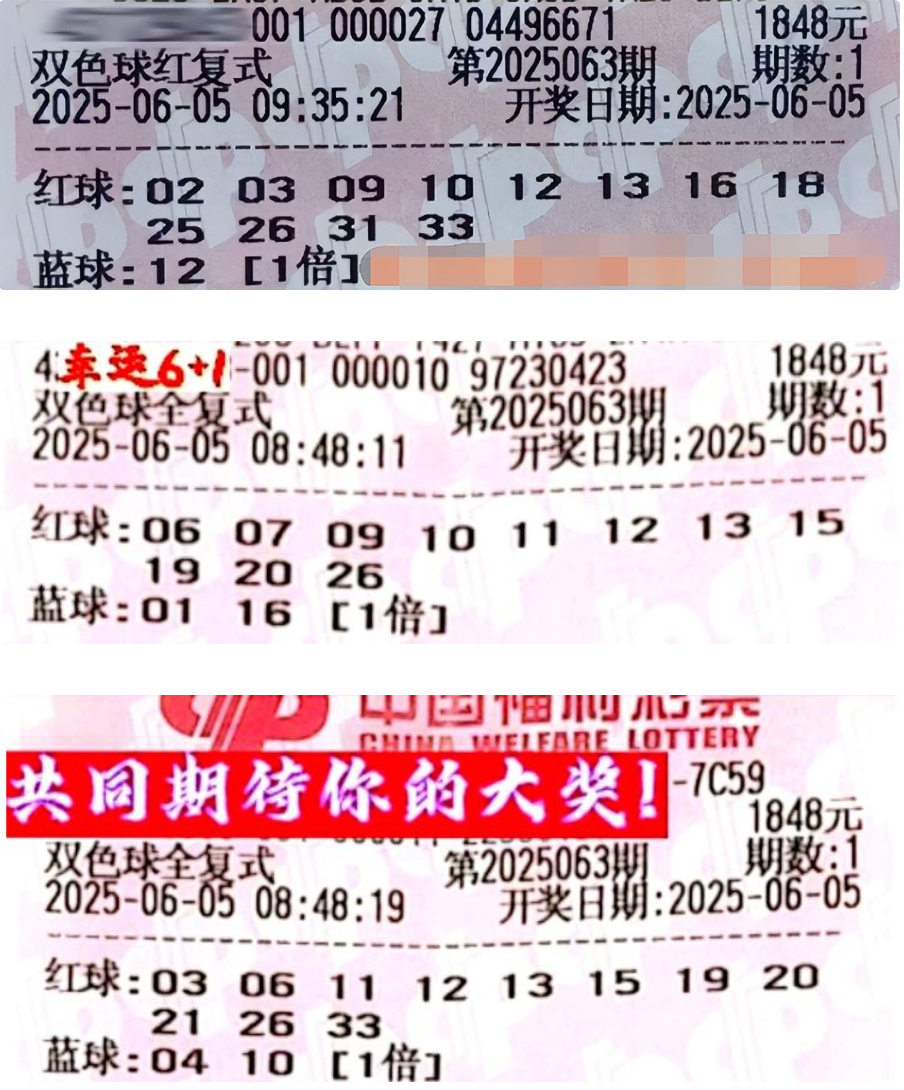 001 000027 04496671 1848元
双色球红复式 第2025063期 期数:1
2025-06-05 09:35:21 开奖日期:2025-06-05
红球:02 03 09 10 12 13 16 18
25 26 31 33
蓝球:12 [1倍]
幸运6+1-001 000010 97230423 1848元
双色球全复式 第2025063期 期数:1
2025-06-05 08:48:11 开奖日期:2025-06-05
红球:06 07 09 10 11 12 13 15
19 20 26
蓝球:01 16 [1倍]
中国福利彩票
CHINA WELFARE LOTTERY
共同期待你的大奖! -7C59
1848元
双色球全复式 第2025063期 期数:1
2025-06-05 08:48:19 开奖日期:2025-06-05
红球:03 06 11 12 13 15 19 20
21 26 33
蓝球:04 10 [1倍]